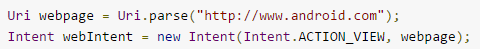 Uri webpage = Uri.parse("http://www.android.com");
Intent webIntent = new Intent(Intent.ACTION_VIEW, webpage);